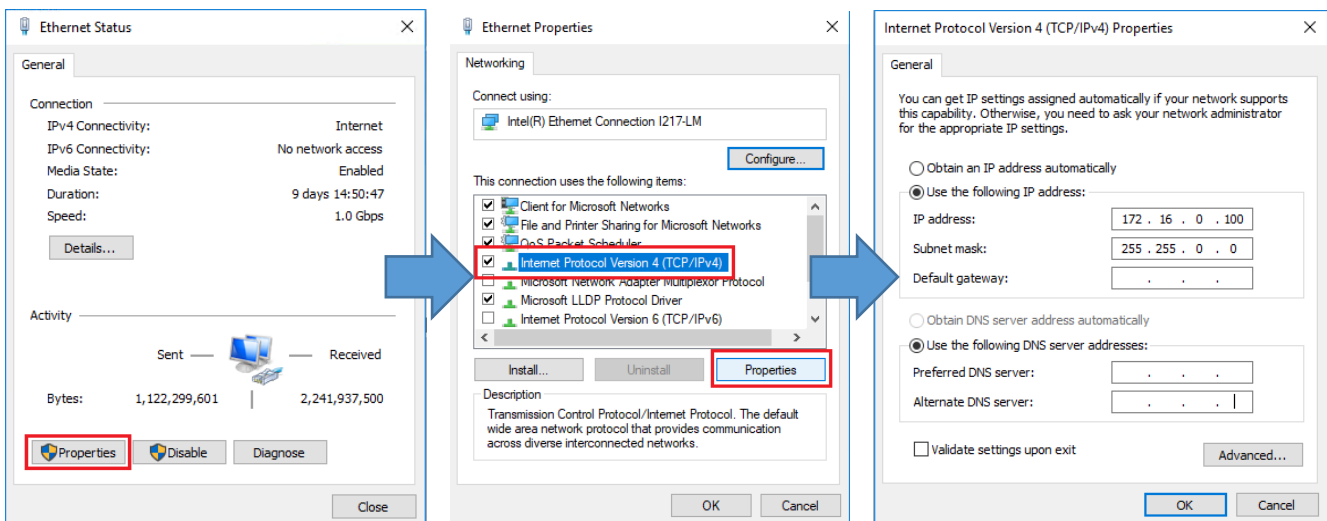 Ethernet Status
General
Connection
IPv4 Connectivity: Internet
IPv6 Connectivity: No network access
Media State: Enabled
Duration: 9 days 14:50:47
Speed: 1.0 Gbps
Details...
Activity
Sent — — Received
Bytes: 1,122,299,601 | 2,241,937,500
Properties Disable Diagnose
Close
Ethernet Properties
Networking
Connect using:
Intel(R) Ethernet Connection I217-LM
Configure...
This connection uses the following items:
Client for Microsoft Networks
File and Printer Sharing for Microsoft Networks
QoS Packet Scheduler
Internet Protocol Version 4 (TCP/IPv4)
Microsoft Network Adapter Multiplexor Protocol
Microsoft LLDP Protocol Driver
Internet Protocol Version 6 (TCP/IPv6)
Install... Uninstall Properties
Description
Transmission Control Protocol/Internet Protocol. The default
wide area network protocol that provides communication
across diverse interconnected networks.
OK Cancel
Internet Protocol Version 4 (TCP/IPv4) Properties
General
You can get IP settings assigned automatically if your network supports
this capability. Otherwise, you need to ask your network administrator
for the appropriate IP settings.
Obtain an IP address automatically
Use the following IP address:
IP address: 172 . 16 . 0 . 100
Subnet mask: 255 . 255 . 0 . 0
Default gateway: . . .
Obtain DNS server address automatically
Use the following DNS server addresses:
Preferred DNS server: . . .
Alternate DNS server: . . .
Validate settings upon exit
Advanced...
OK Cancel